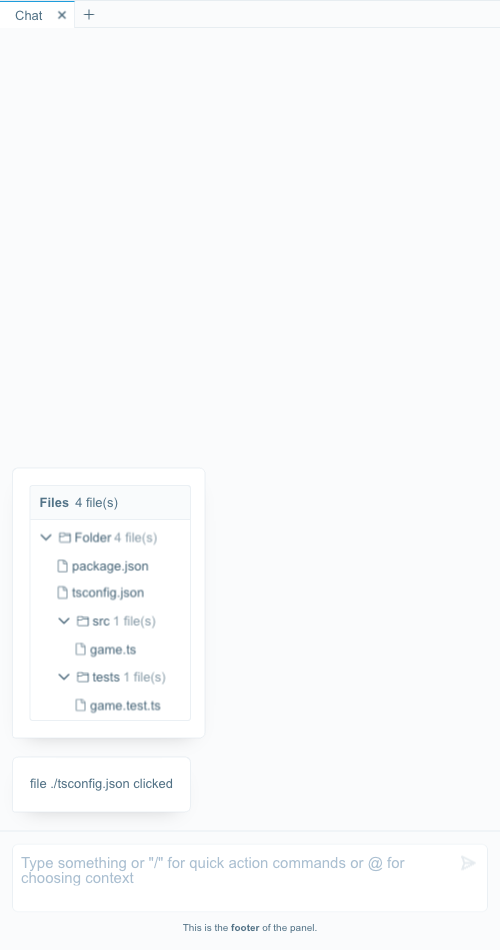 Chat
Files 4 file(s)
Folder 4 file(s)
package.json
tsconfig.json
src 1 file(s)
game.ts
tests 1 file(s)
game.test.ts
file ./tsconfig.json clicked
Type something or "/" for quick action commands or @ for
choosing context
This is the footer of the panel.